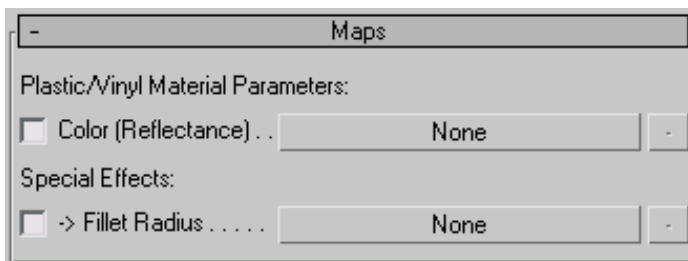 - Maps
Plastic/Vinyl Material Parameters:
Color (Reflectance) . . None -
Special Effects:
-> Fillet Radius . . . . . None -